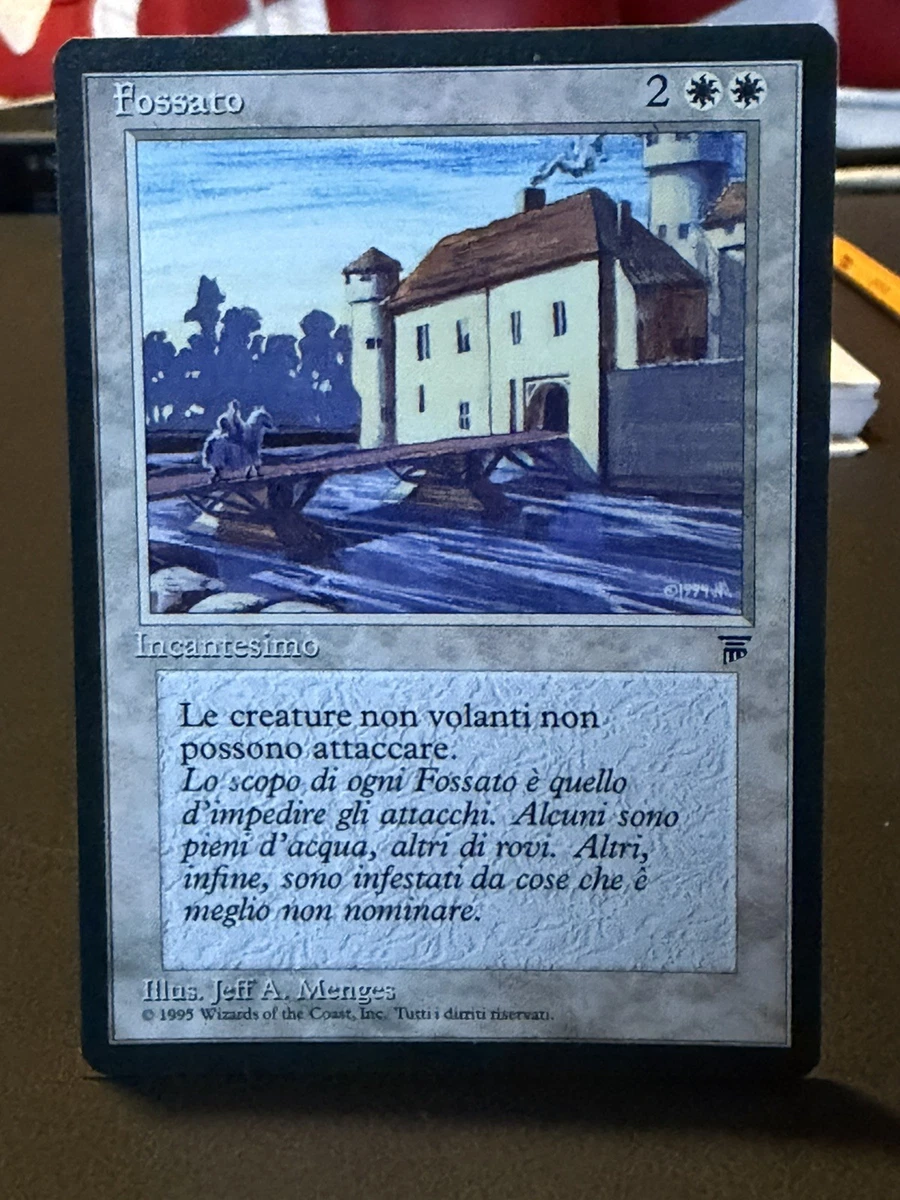 Fossato 2
Incantesimo
Le creature non volanti non
possono attaccare.
Lo scopo di ogni Fossato è quello
d'impedire gli attacchi. Alcuni sono
pieni d'acqua, altri di rovi. Altri,
infine, sono infestati da cose che è
meglio non nominare.
Illus. Jeff A. Menges
© 1995 Wizards of the Coast, Inc. Tutti i diritti riservati.